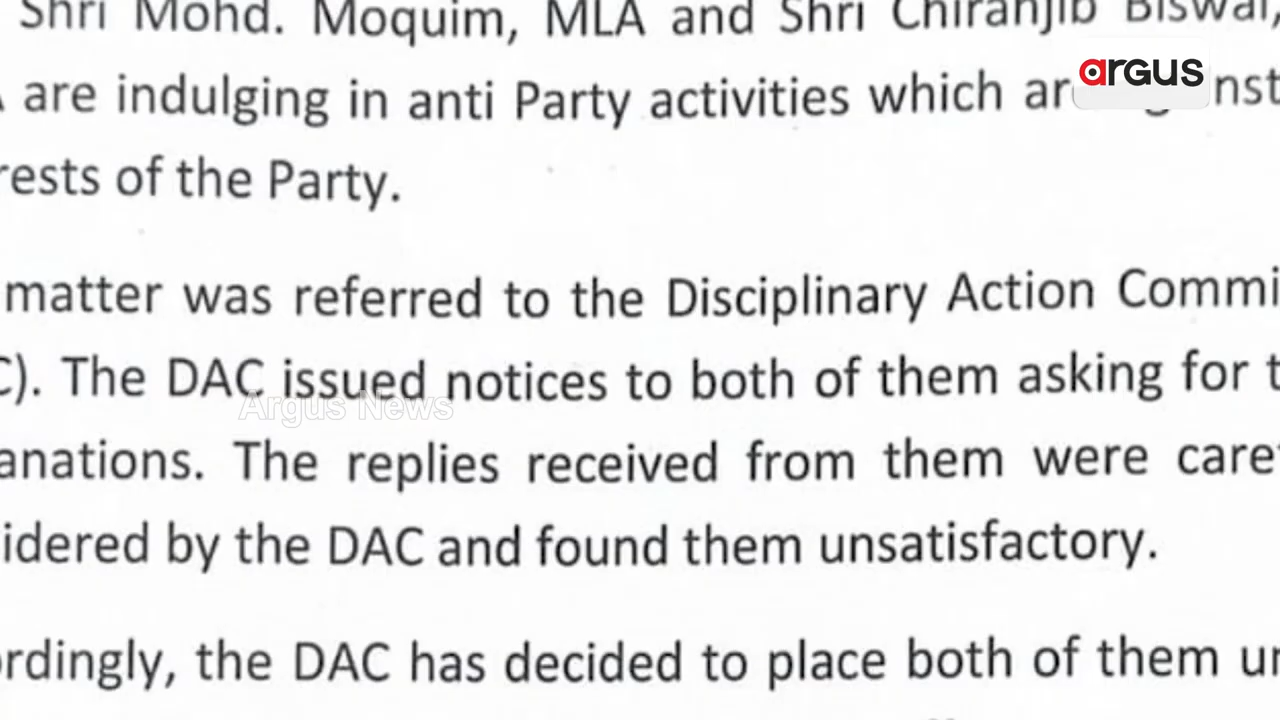 Shri Mohd. Moquim, MLA and Shri Chiranjib Biswal,
argus
are indulging in anti Party activities which
rests of the Party.
matter was referred to the Disciplinary Action Commi
C). The DAC issued notices to both of them asking for t
Argus News
anations. The replies received from them were caref
idered by the DAC and found them unsatisfactory.
ordingly, the DAC has decided to place both of them un